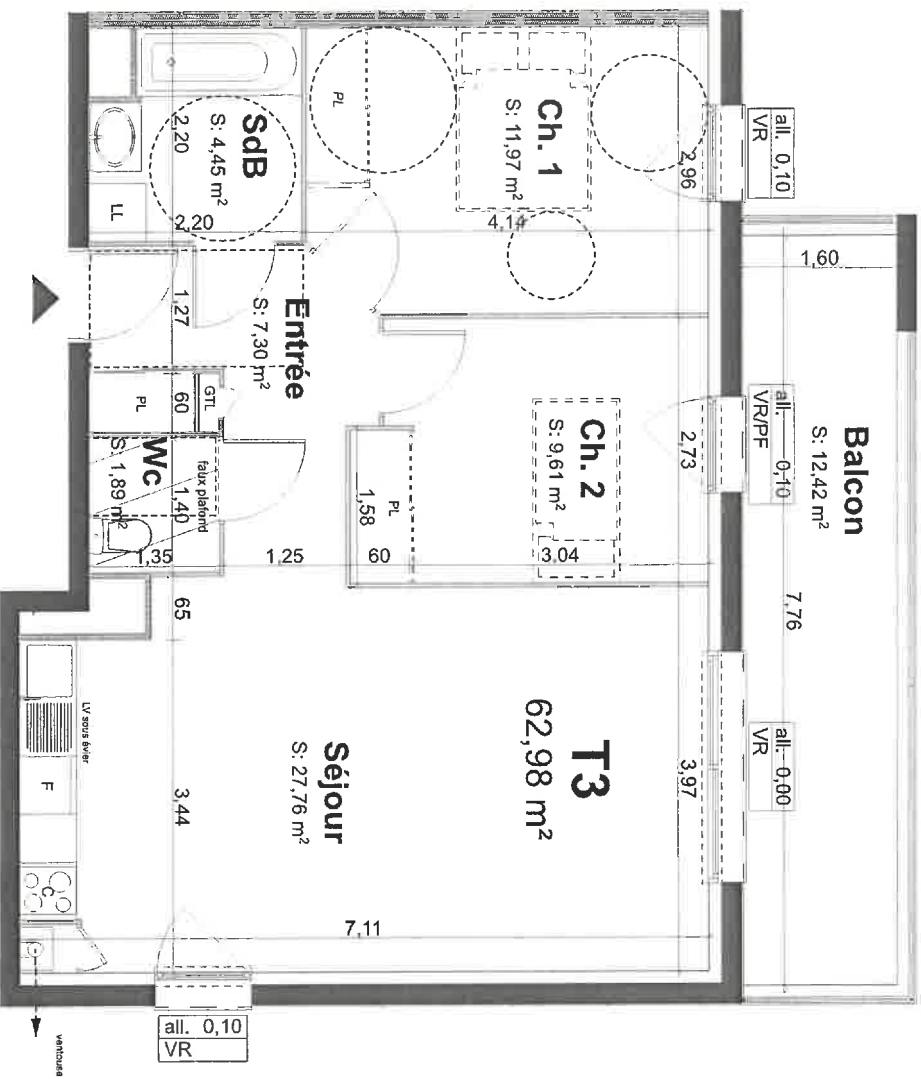 all. 0,10
VR
1,60
Balcon
S: 12,42 m²
7,76
all. 0,10
VR/PF
all. 0,00
VR
Ch. 1
S: 11,97 m²
2,96
4,14
PL
SdB
S: 4,45 m²
2,20
2,20
LL
Entrée
S: 7,30 m²
1,27
60
GTL
PL
Wc
S: 1,89 m²
faux plafond
1,40
1,35
1,25
Ch. 2
S: 9,61 m²
2,73
3,04
PL
1,58
60
65
T3
62,98 m²
3,97
Séjour
S: 27,76 m²
3,44
7,11
LV sous évier
F
C
all. 0,10
VR
ventouse